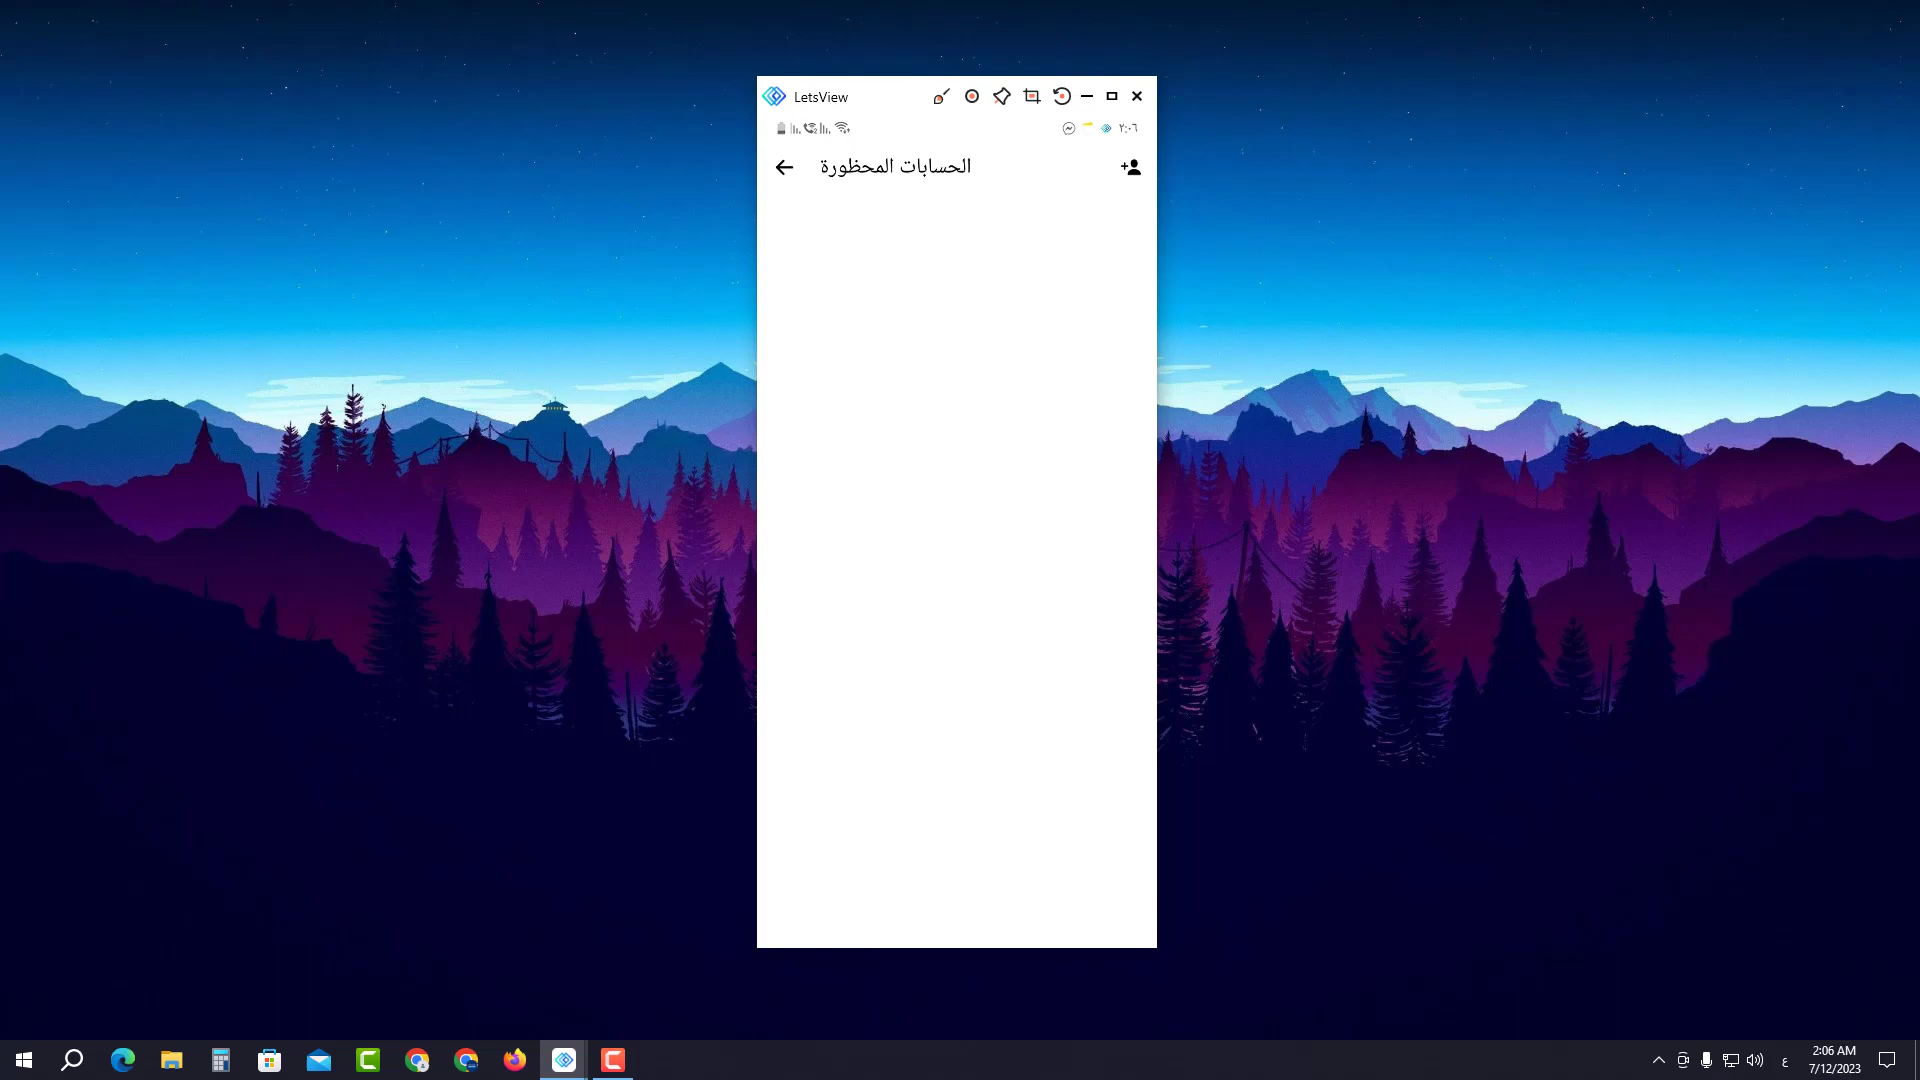 LetsView
٢:٠٦
الحسابات المحظورة
ع
2:06 AM
7/12/2023